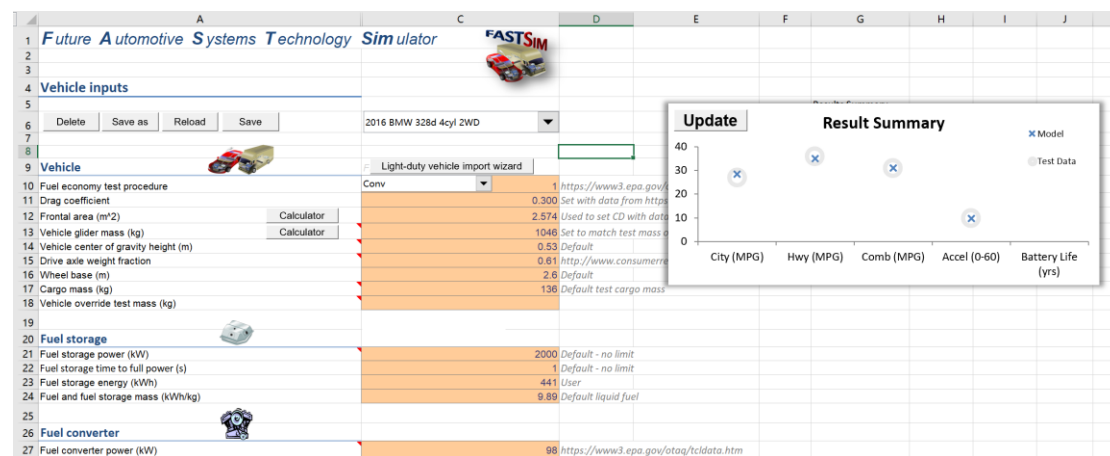 A C D E F G H I J
1 Future Automotive Systems Technology Simulator FASTSim
2
3
4 Vehicle inputs
5
6 Delete Save as Reload Save 2016 BMW 328d 4cyl 2WD
7
8
9 Vehicle Light-duty vehicle import wizard
10 Fuel economy test procedure Conv 1 https://www3.epa.gov/
11 Drag coefficient 0.300 Set with data from https
12 Frontal area (m^2) Calculator 2.574 Used to set CD with data
13 Vehicle glider mass (kg) Calculator 1046 Set to match test mass
14 Vehicle center of gravity height (m) 0.53 Default
15 Drive axle weight fraction 0.61 http://www.consumerre
16 Wheel base (m) 2.6 Default
17 Cargo mass (kg) 136 Default test cargo mass
18 Vehicle override test mass (kg)
19
20 Fuel storage
21 Fuel storage power (kW) 2000 Default - no limit
22 Fuel storage time to full power (s) 1 Default - no limit
23 Fuel storage energy (kWh) 441 User
24 Fuel and fuel storage mass (kWh/kg) 9.89 Default liquid fuel
25
26 Fuel converter
27 Fuel converter power (kW) 98 https://www3.epa.gov/otaq/tcldata.htm
Update Result Summary
Model
Test Data
40
30
20
10
0
City (MPG) Hwy (MPG) Comb (MPG) Accel (0-60) Battery Life
(yrs)